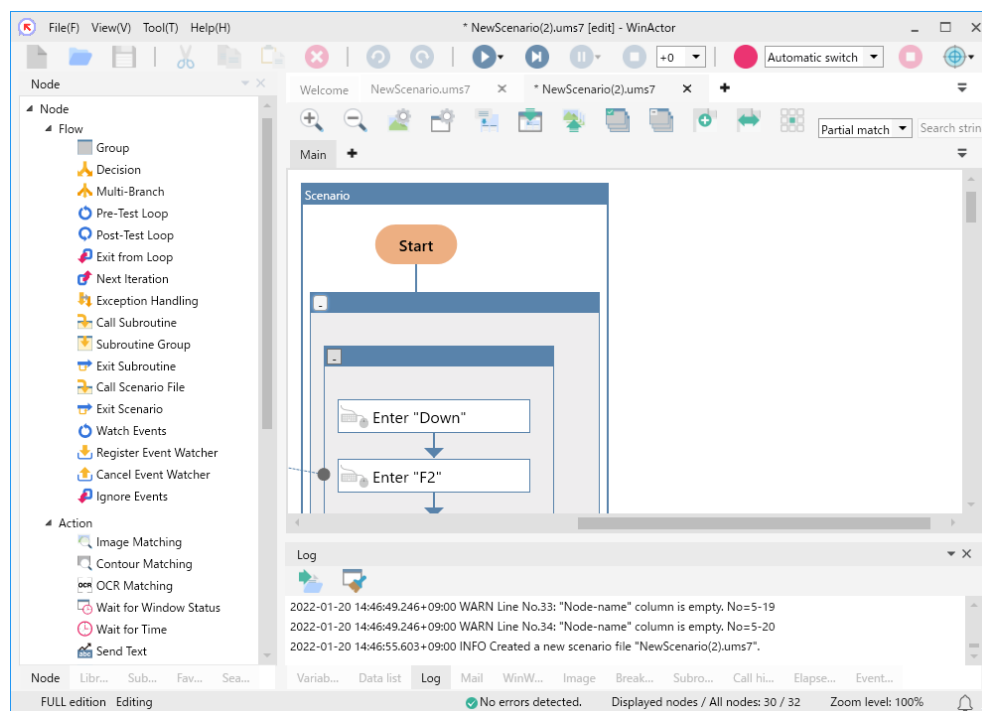 File(F) View(V) Tool(T) Help(H) * NewScenario(2).ums7 [edit] - WinActor
+0 Automatic switch
Node
Node
Flow
Group
Decision
Multi-Branch
Pre-Test Loop
Post-Test Loop
Exit from Loop
Next Iteration
Exception Handling
Call Subroutine
Subroutine Group
Exit Subroutine
Call Scenario File
Exit Scenario
Watch Events
Register Event Watcher
Cancel Event Watcher
Ignore Events
Action
Image Matching
Contour Matching
OCR OCR Matching
Wait for Window Status
Wait for Time
abc Send Text
Node Libr... Sub... Fav... Sea...
Welcome NewScenario.ums7 * NewScenario(2).ums7
Partial match Search strin
Main
Scenario
Start
Enter "Down"
Enter "F2"
Log
2022-01-20 14:46:49.246+09:00 WARN Line No.33: "Node-name" column is empty. No=5-19
2022-01-20 14:46:49.246+09:00 WARN Line No.34: "Node-name" column is empty. No=5-20
2022-01-20 14:46:55.603+09:00 INFO Created a new scenario file "NewScenario(2).ums7".
Variab... Data list Log Mail WinW... Image Break... Subro... Call hi... Elapse... Event...
FULL edition Editing No errors detected. Displayed nodes / All nodes: 30 / 32 Zoom level: 100%